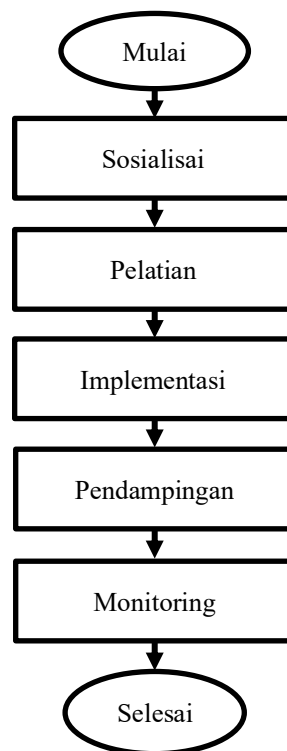 Mulai
Sosialisai
Pelatian
Implementasi
Pendampingan
Monitoring
Selesai